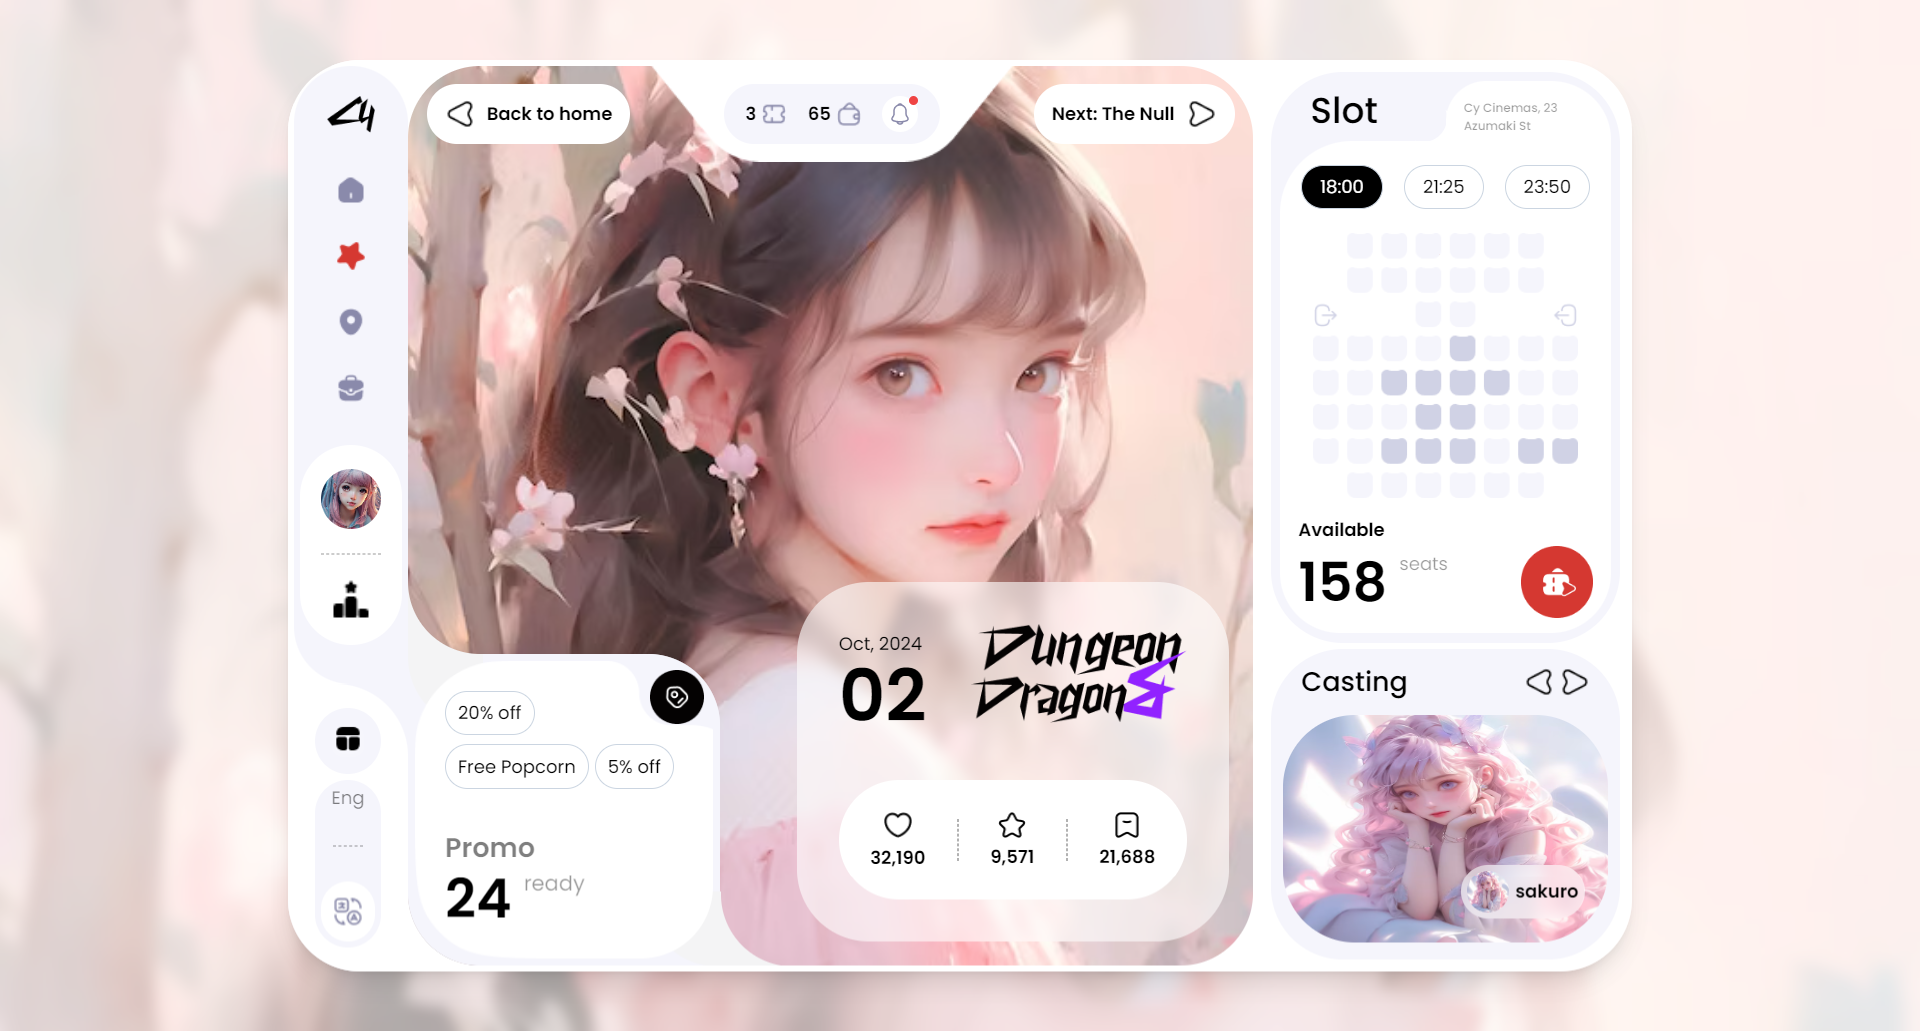 Back to home
3
65
Next: The Null
Slot
Cy Cinemas, 23
Azumaki St
18:00
21:25
23:50
Available
158 seats
Oct, 2024
02
Dungeon
Dragon&
32,190
9,571
21,688
20% off
Free Popcorn
5% off
Promo
24 ready
Eng
Casting
sakuro